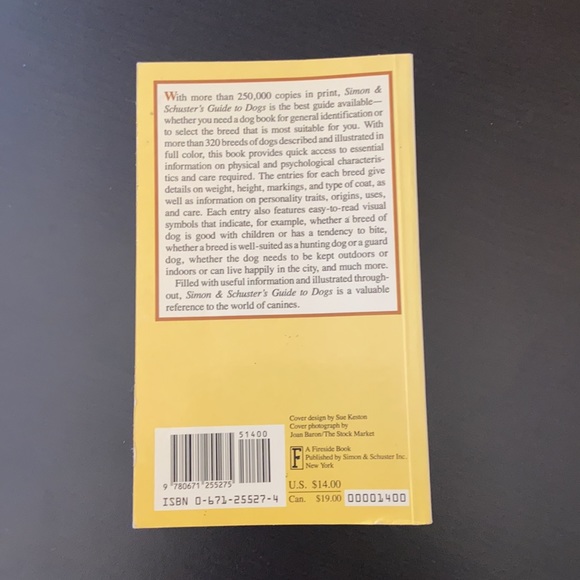 With more than 250,000 copies in print, Simon &
Schuster's Guide to Dogs is the best guide available—
whether you need a dog book for general identification or
to select the breed that is most suitable for you. With
more than 320 breeds of dogs described and illustrated in
full color, this book provides quick access to essential
information on physical and psychological characteris-
tics and care required. The entries for each breed give
details on weight, height, markings, and type of coat, as
well as information on personality traits, origins, uses,
and care. Each entry also features easy-to-read visual
symbols that indicate, for example, whether a breed of
dog is good with children or has a tendency to bite,
whether a breed is well-suited as a hunting dog or a guard
dog, whether the dog needs to be kept outdoors or
indoors or can live happily in the city, and much more.
Filled with useful information and illustrated through-
out, Simon & Schuster's Guide to Dogs is a valuable
reference to the world of canines.
Cover design by Sue Keston
Cover photograph by
Joan Baron/The Stock Market
F
A Fireside Book
Published by Simon & Schuster Inc.
New York
U.S. $14.00
Can. $19.00
00001400
51400
9 780671 255275
ISBN 0-671-25527-4